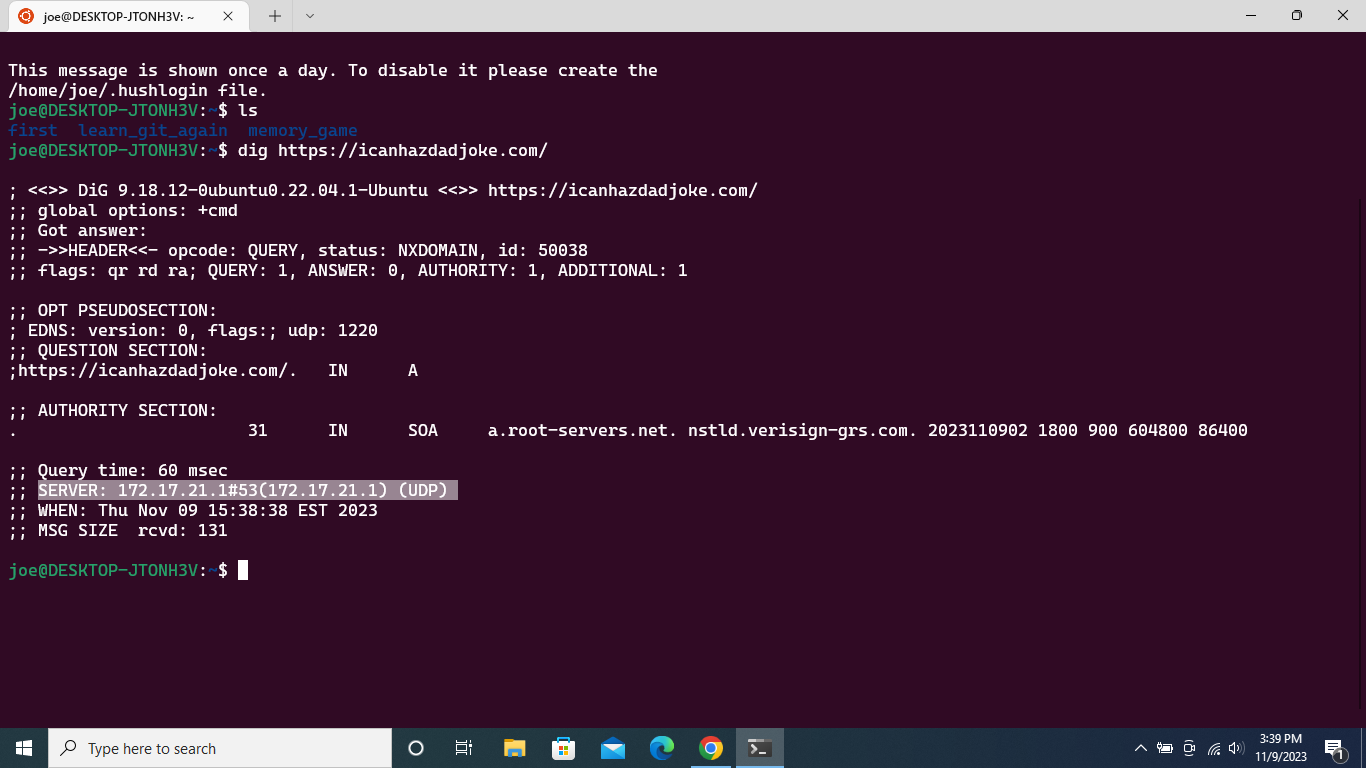 joe@DESKTOP-JTONH3V: ~
This message is shown once a day. To disable it please create the
/home/joe/.hushlogin file.
joe@DESKTOP-JTONH3V:~$ ls
first  learn_git_again  memory_game
joe@DESKTOP-JTONH3V:~$ dig https://icanhazdadjoke.com/
; <<>> DiG 9.18.12-0ubuntu0.22.04.1-Ubuntu <<>> https://icanhazdadjoke.com/
;; global options: +cmd
;; Got answer:
;; ->>HEADER<<- opcode: QUERY, status: NXDOMAIN, id: 50038
;; flags: qr rd ra; QUERY: 1, ANSWER: 0, AUTHORITY: 1, ADDITIONAL: 1
;; OPT PSEUDOSECTION:
; EDNS: version: 0, flags:; udp: 1220
;; QUESTION SECTION:
;https://icanhazdadjoke.com/.   IN      A
;; AUTHORITY SECTION:
.                       31      IN      SOA     a.root-servers.net. nstld.verisign-grs.com. 2023110902 1800 900 604800 86400
;; Query time: 60 msec
;; SERVER: 172.17.21.1#53(172.17.21.1) (UDP)
;; WHEN: Thu Nov 09 15:38:38 EST 2023
;; MSG SIZE  rcvd: 131
joe@DESKTOP-JTONH3V:~$
Type here to search
3:39 PM
11/9/2023
1